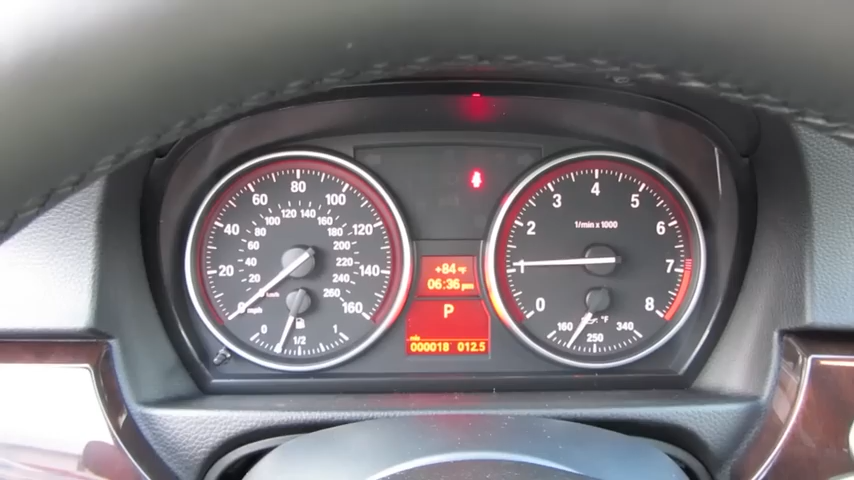 0 20 40 60 80 100 120 140 160
20 40 60 80 100 120 140 160 180 200 220 240 260
km/h
mph
0 1/2 1
+84 °F
06:36 pm
P
mls
000018 012.5
0 1 2 3 4 5 6 7 8
1/min x 1000
°F
160 250 340